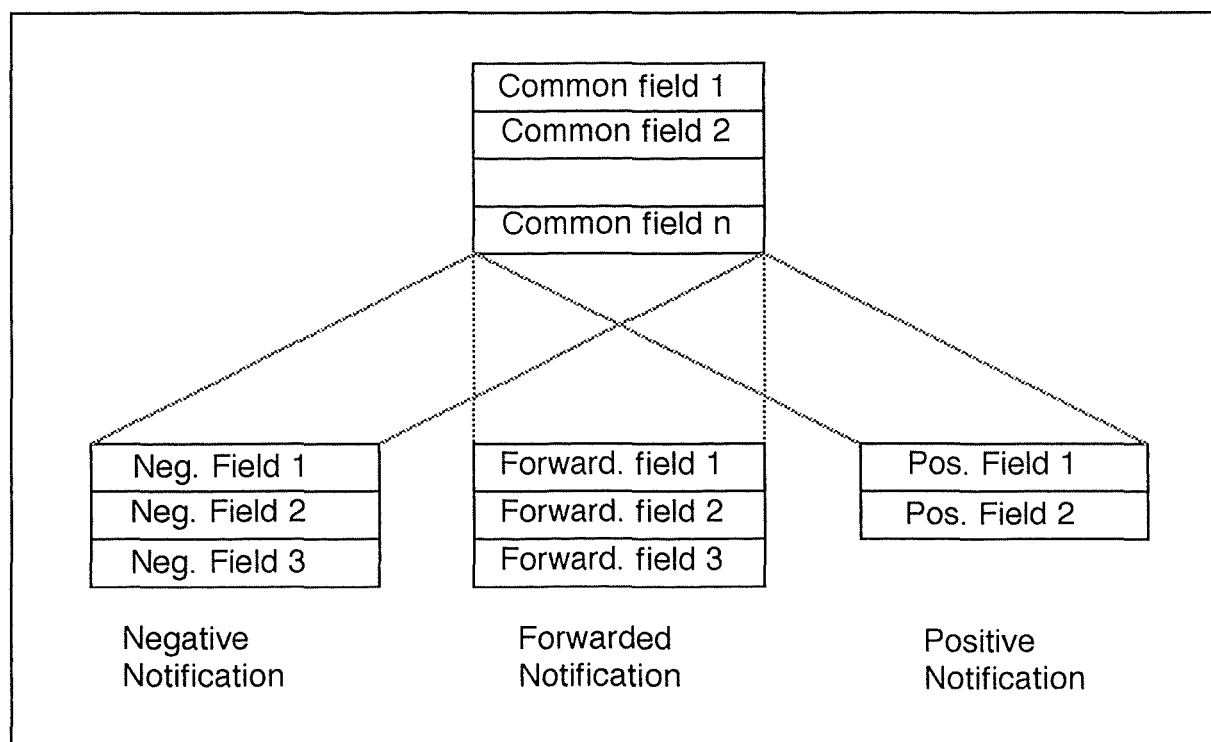 Common field 1
Common field 2
Common field n
Neg. Field 1
Neg. Field 2
Neg. Field 3
Forward. field 1
Forward. field 2
Forward. field 3
Pos. Field 1
Pos. Field 2
Negative
Notification
Forwarded
Notification
Positive
Notification